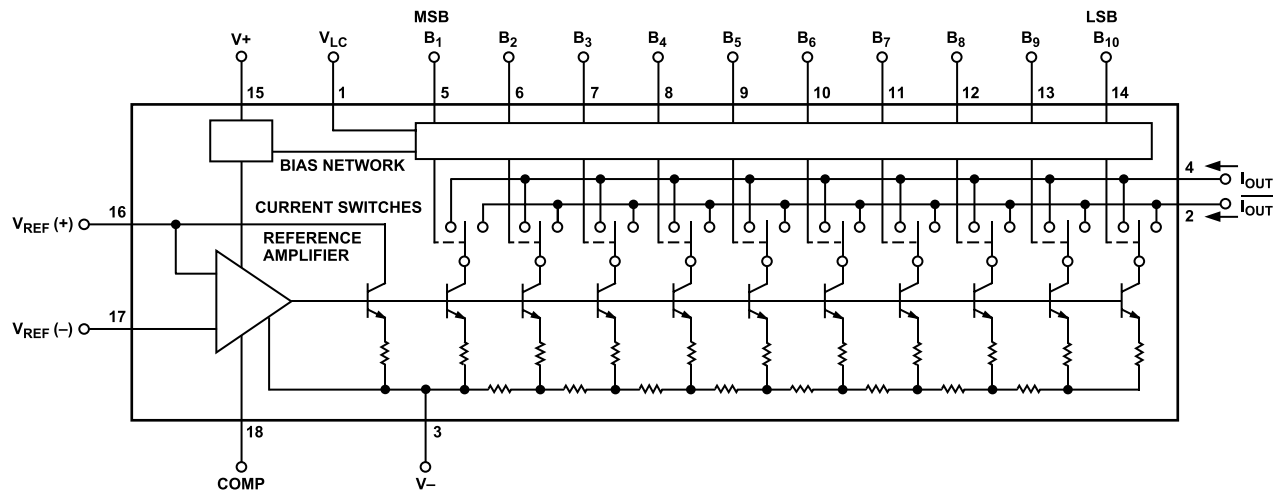 MSB
LSB
V+
VLC
B1
B2
B3
B4
B5
B6
B7
B8
B9
B10
15
1
5
6
7
8
9
10
11
12
13
14
BIAS NETWORK
4
IOUT
CURRENT SWITCHES
16
VREF (+)
2
IOUT
REFERENCE
AMPLIFIER
17
VREF (–)
18
3
COMP
V–